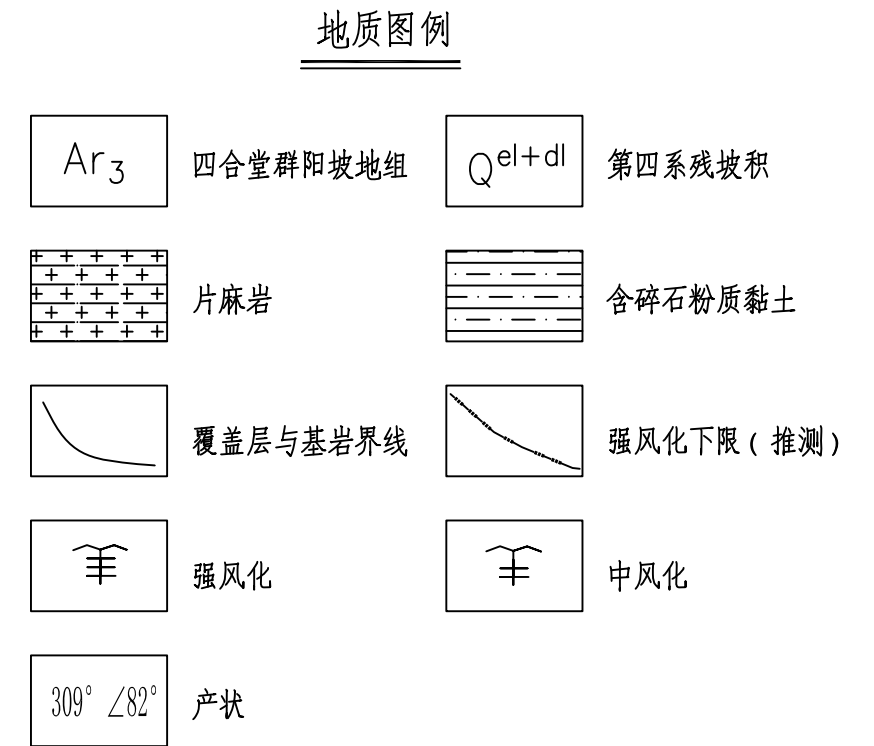 地质图例
Ar₃ 四合堂群阳坡地组 Qᵉˡ⁺ᵈˡ 第四系残坡积
片麻岩 含碎石粉质黏土
覆盖层与基岩界线 强风化下限(推测)
强风化 中风化
309° ∠82° 产状